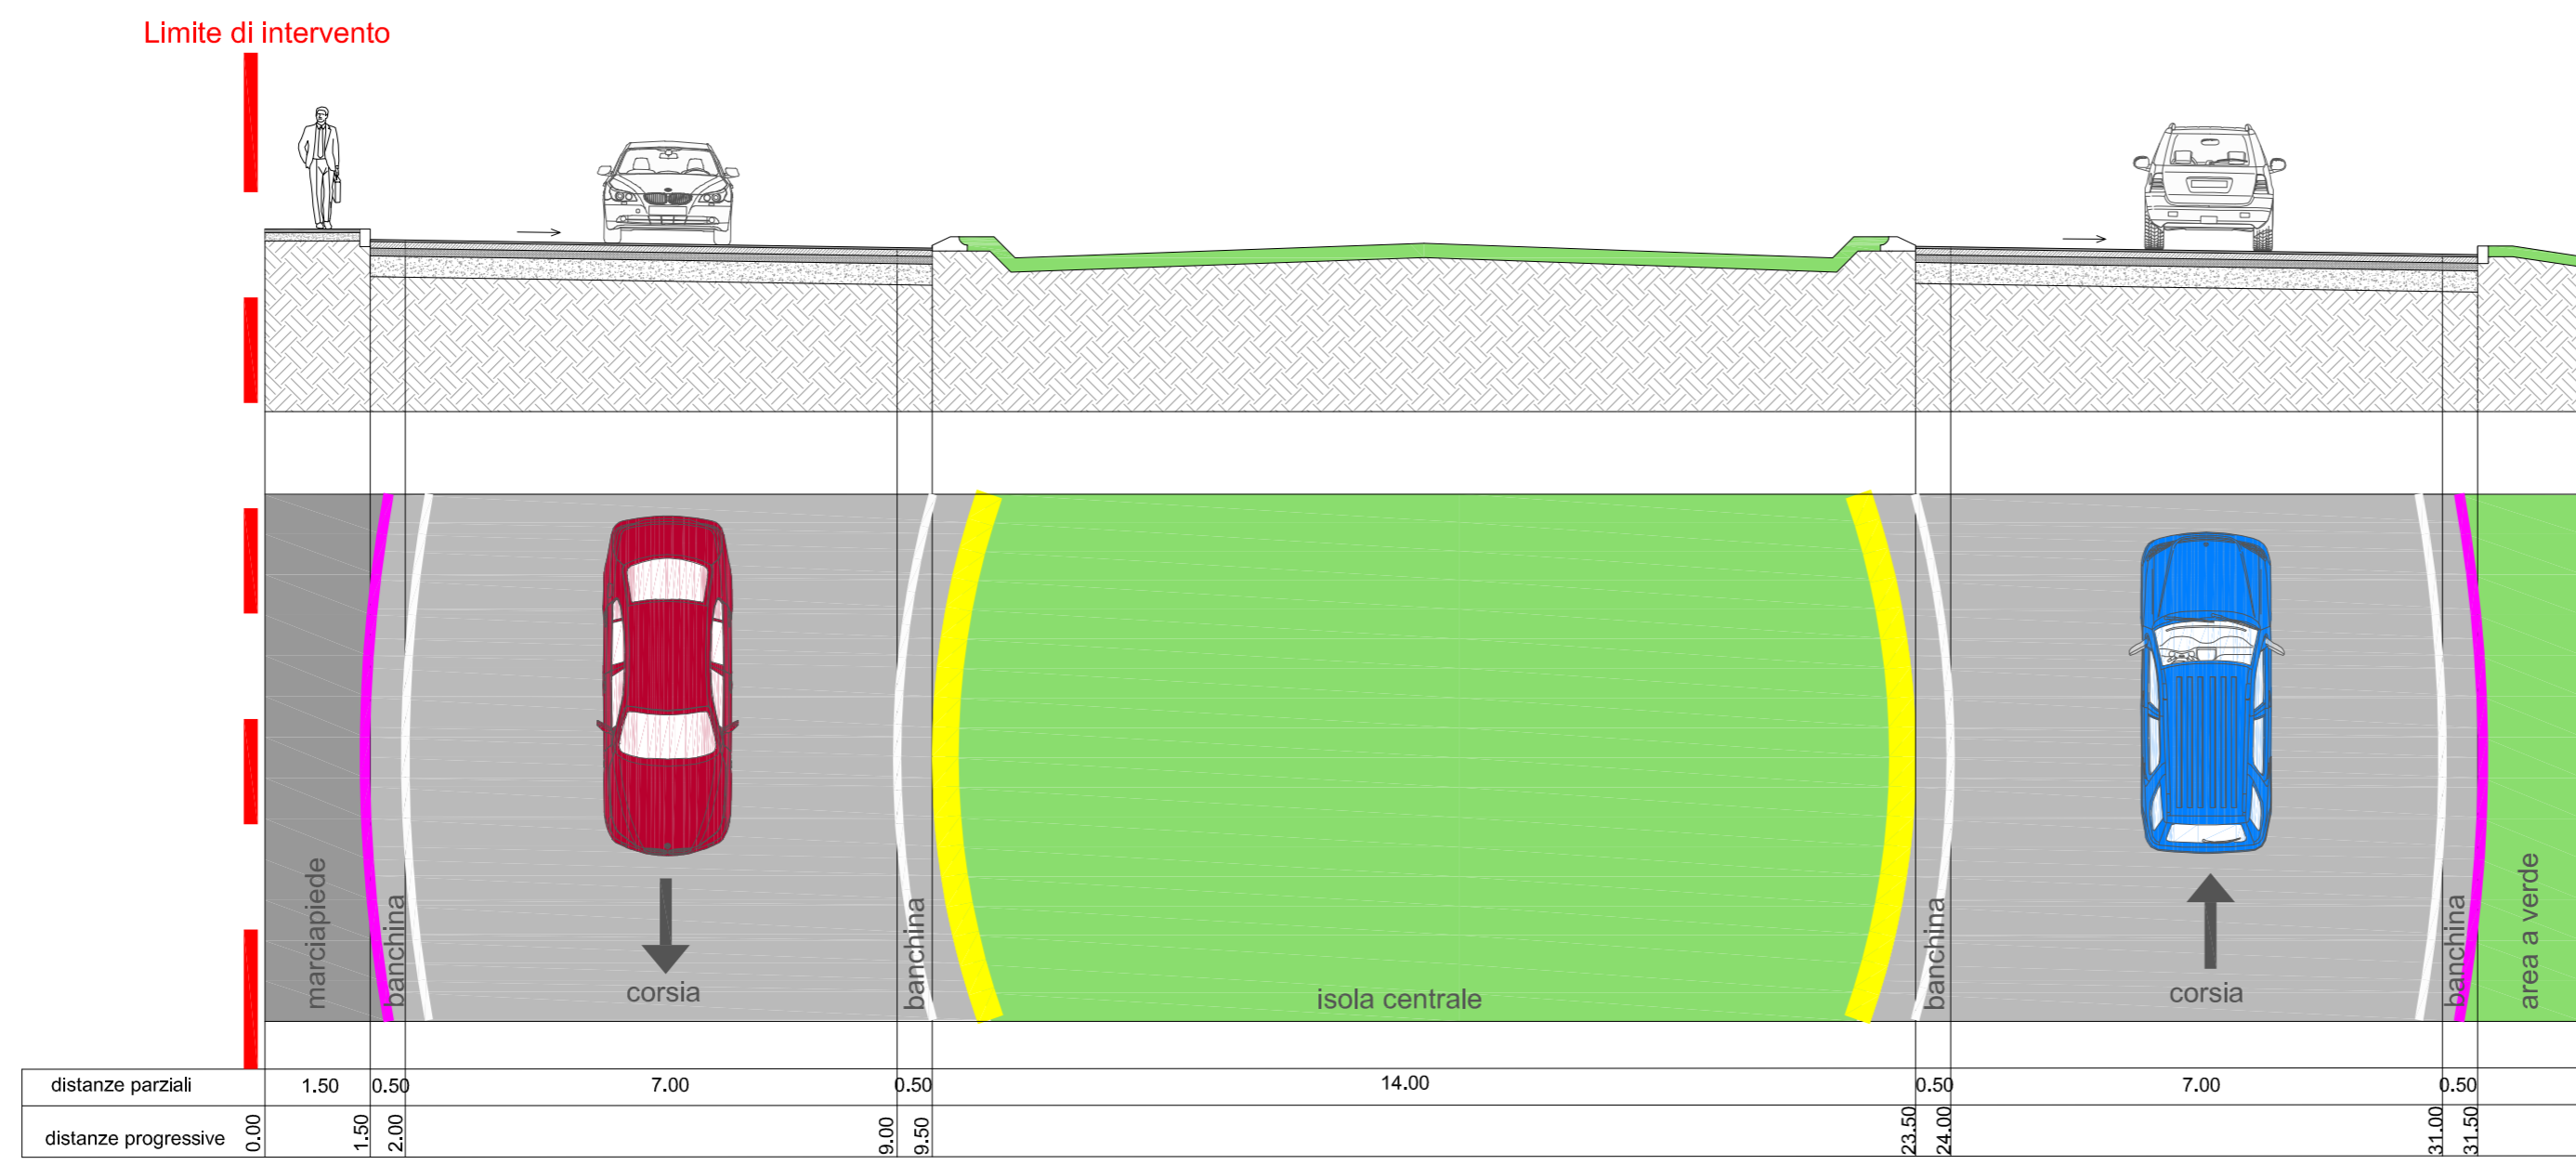 Limite di intervento
marciapiede
banchina
corsia
banchina
isola centrale
banchina
corsia
banchina
area a verde
distanze parziali 1.50 0.50 7.00 0.50 14.00 0.50 7.00 0.50
distanze progressive 0.00 1.50 2.00 9.00 9.50 23.50 24.00 31.00 31.50